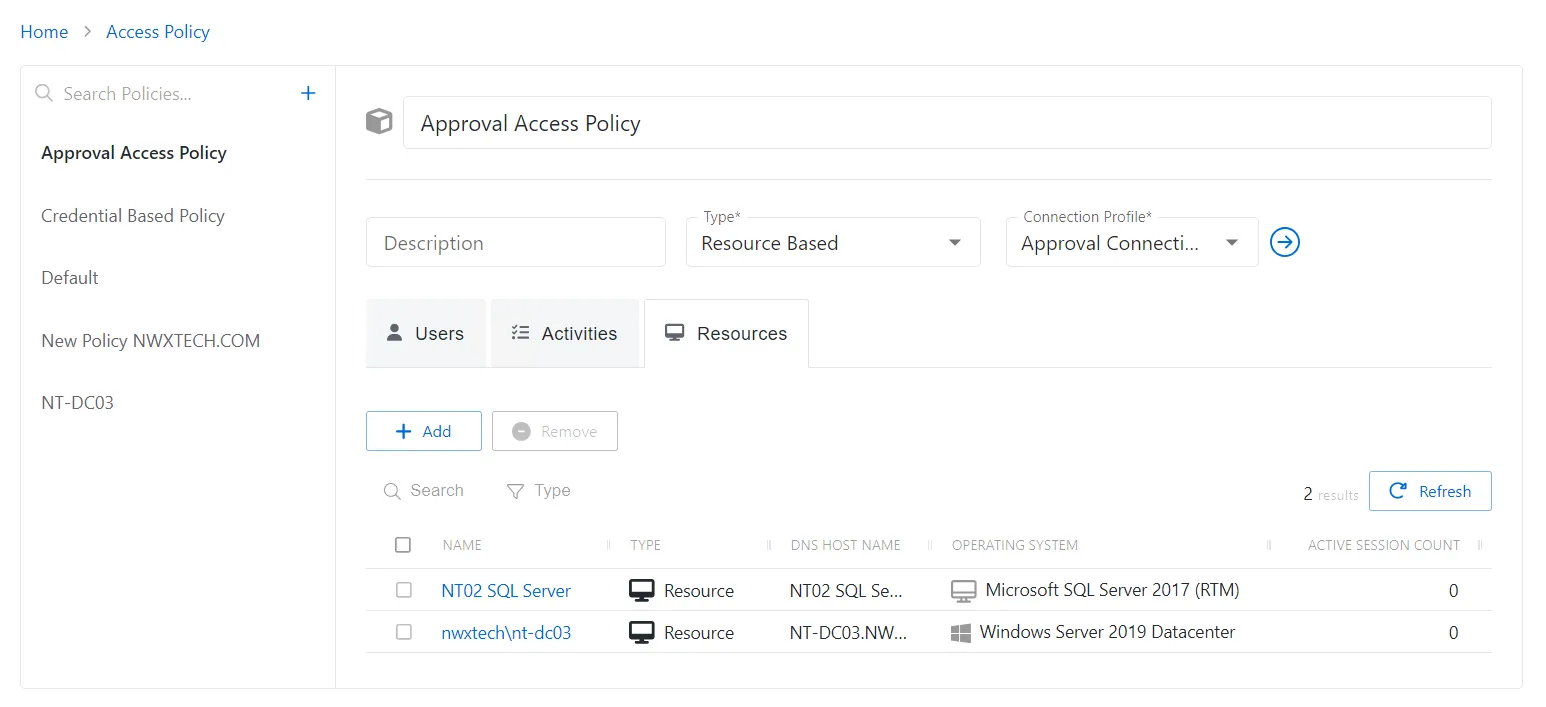 Home > Access Policy
Search Policies...
Approval Access Policy
Credential Based Policy
Default
New Policy NWXTECH.COM
NT-DC03
Approval Access Policy
Description
Type*
Resource Based
Connection Profile*
Approval Connecti...
Users Activities Resources
Add Remove
Search Type 2 results Refresh
NAME TYPE DNS HOST NAME OPERATING SYSTEM ACTIVE SESSION COUNT
NT02 SQL Server Resource NT02 SQL Se... Microsoft SQL Server 2017 (RTM) 0
nwxtech\nt-dc03 Resource NT-DC03.NW... Windows Server 2019 Datacenter 0